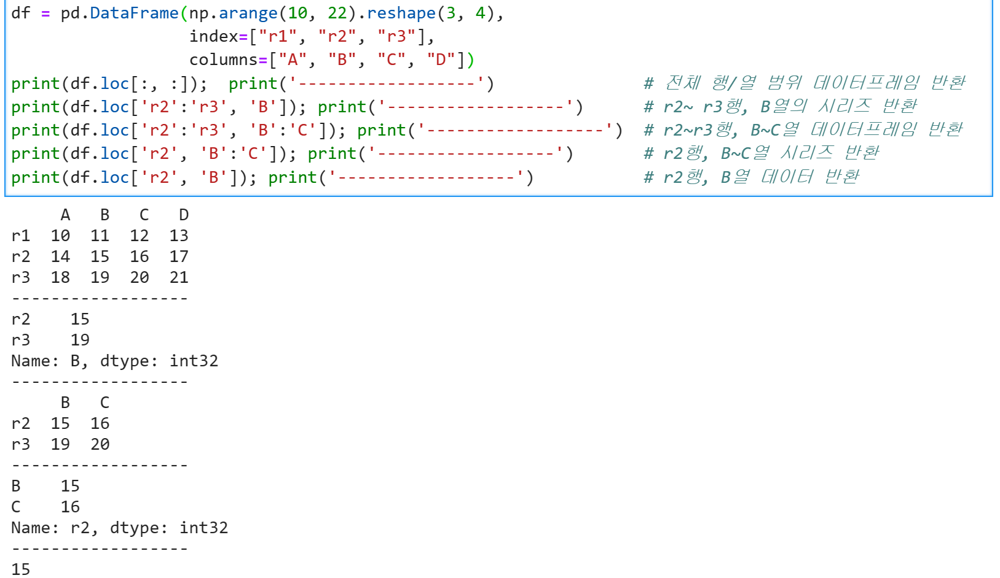 df = pd.DataFrame(np.arange(10, 22).reshape(3, 4),
                  index=["r1", "r2", "r3"],
                  columns=["A", "B", "C", "D"])
print(df.loc[:, :]);  print('------------------')               # 전체 행/열 범위 데이터프레임 반환
print(df.loc['r2':'r3', 'B']); print('------------------')      # r2~ r3행, B열의 시리즈 반환
print(df.loc['r2':'r3', 'B':'C']); print('------------------')  # r2~r3행, B~C열 데이터프레임 반환
print(df.loc['r2', 'B':'C']); print('------------------')       # r2행, B~C열 시리즈 반환
print(df.loc['r2', 'B']); print('------------------')           # r2행, B열 데이터 반환
     A   B   C   D
r1  10  11  12  13
r2  14  15  16  17
r3  18  19  20  21
------------------
r2    15
r3    19
Name: B, dtype: int32
------------------
     B   C
r2  15  16
r3  19  20
------------------
B    15
C    16
Name: r2, dtype: int32
------------------
15